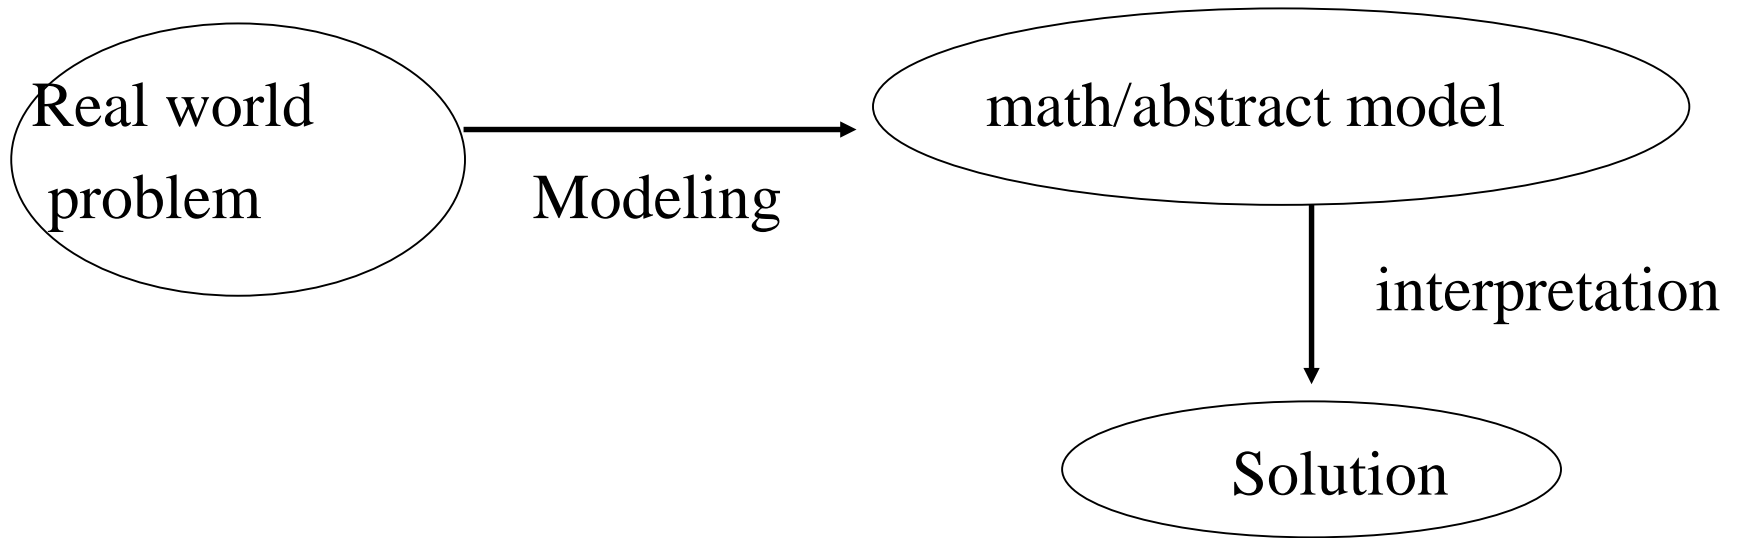 Real world
problem
Modeling
math/abstract model
interpretation
Solution